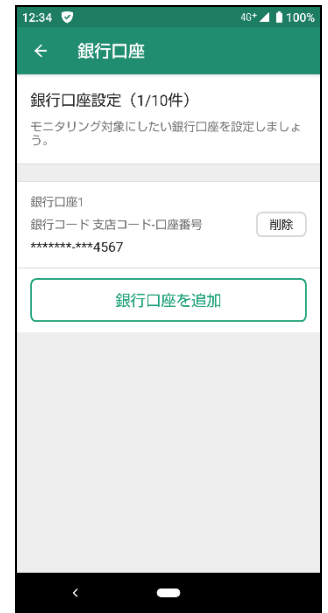 12:34 4G+ 100%
銀行口座
銀行口座設定（1/10件）
モニタリング対象にしたい銀行口座を設定しましょ
う。
銀行口座1
銀行コード 支店コード-口座番号
削除
*******-***4567
銀行口座を追加